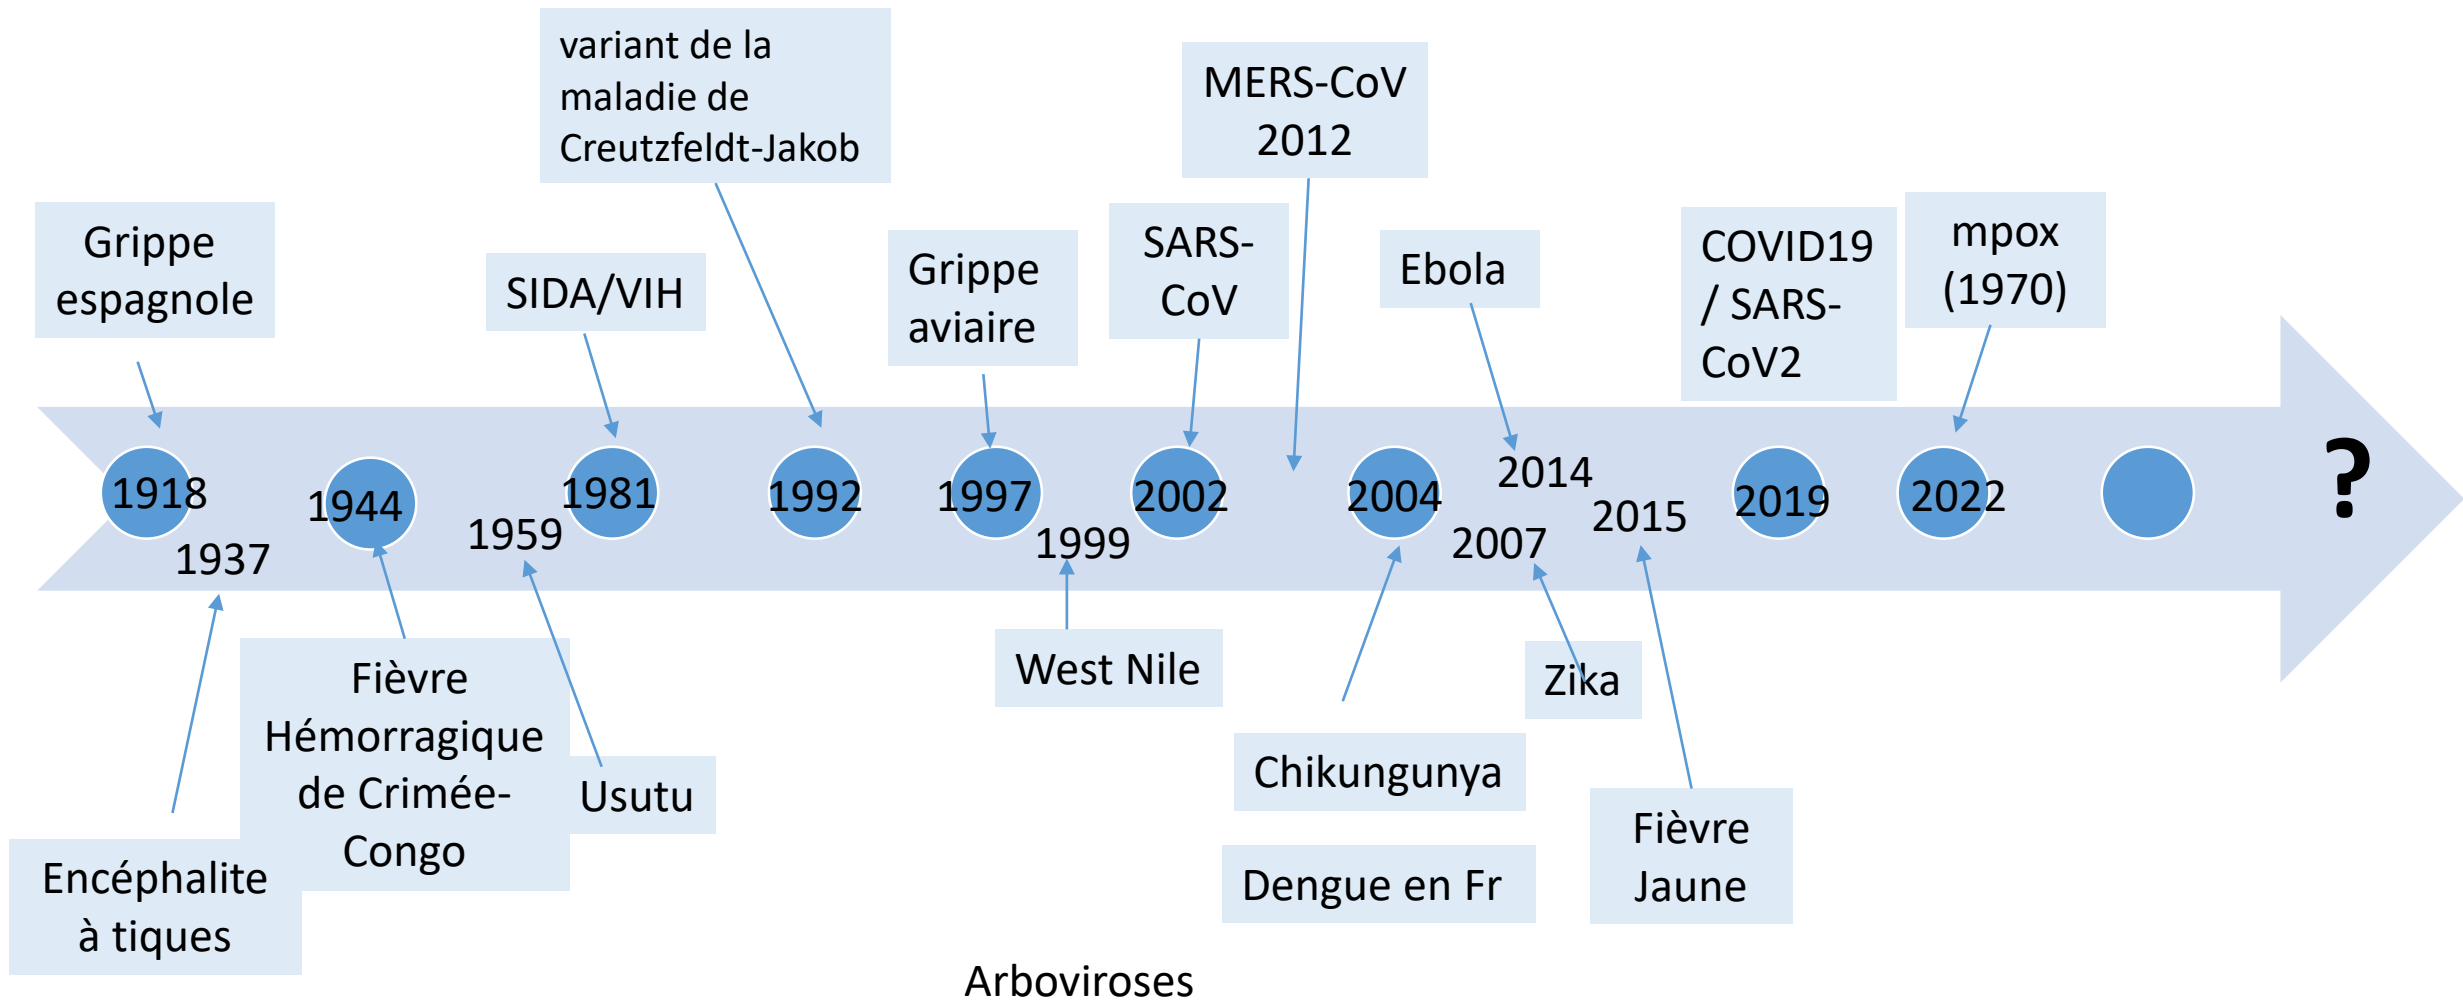 variant de la
maladie de
Creutzfeldt-Jakob
MERS-CoV
2012
Grippe
espagnole
SIDA/VIH
Grippe
aviaire
SARS-
CoV
Ebola
COVID19
/ SARS-
CoV2
mpox
(1970)
1918
1937
1944
1959
1981
1992
1997
1999
2002
2004
2007
2014
2015
2019
2022
?
Encéphalite
à tiques
Fièvre
Hémorragique
de Crimée-
Congo
Usutu
West Nile
Chikungunya
Dengue en Fr
Zika
Fièvre
Jaune
Arboviroses